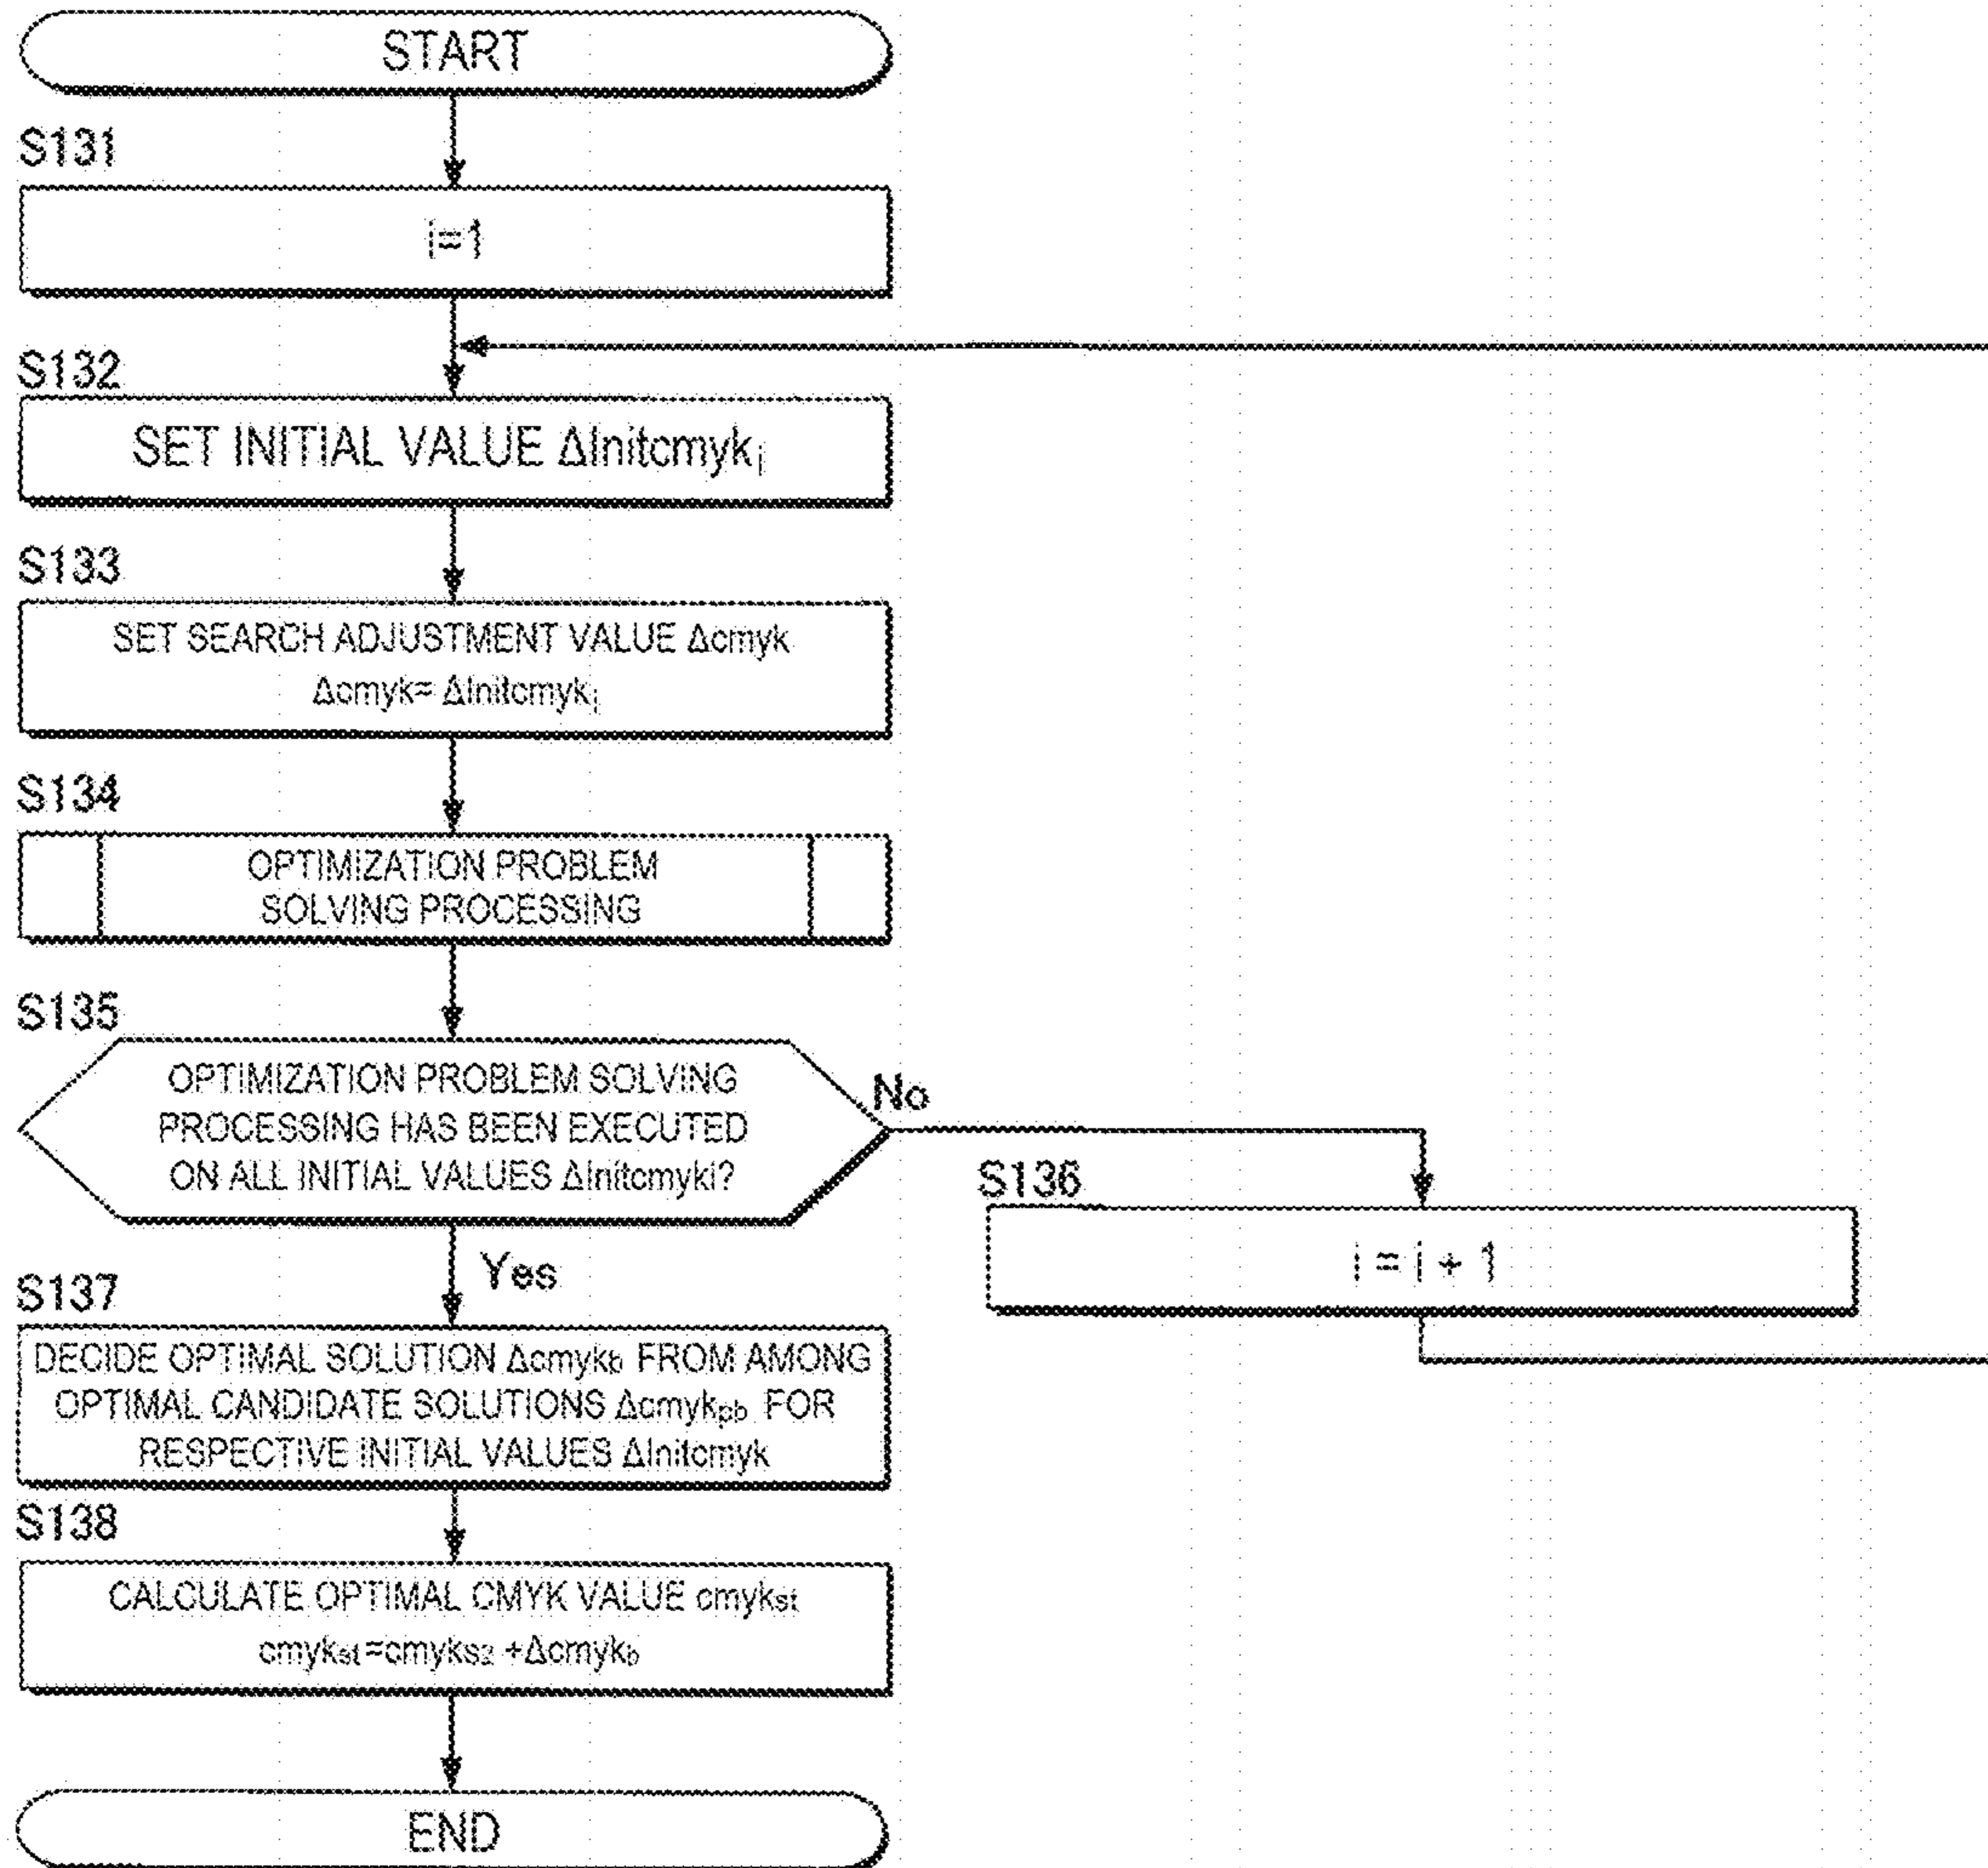 START
S131
i=1
S132
SET INITIAL VALUE ΔInitcmykᵢ
S133
SET SEARCH ADJUSTMENT VALUE Δcmyk
Δcmyk= ΔInitcmykᵢ
S134
OPTIMIZATION PROBLEM
SOLVING PROCESSING
S135
OPTIMIZATION PROBLEM SOLVING
PROCESSING HAS BEEN EXECUTED
ON ALL INITIAL VALUES ΔInitcmyki?
No
S136
i = i + 1
Yes
S137
DECIDE OPTIMAL SOLUTION Δcmykb FROM AMONG
OPTIMAL CANDIDATE SOLUTIONS Δcmykpb FOR
RESPECTIVE INITIAL VALUES ΔInitcmyk
S138
CALCULATE OPTIMAL CMYK VALUE cmykst
cmykst=cmyks2 +Δcmykb
END